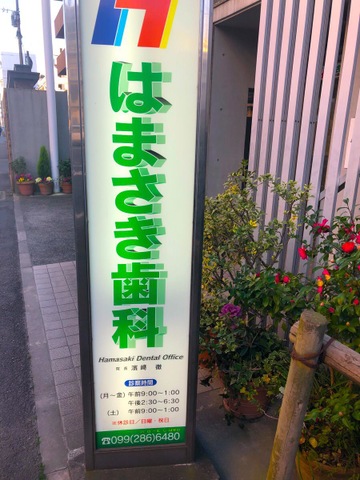 はまさき歯科
Hamasaki Dental Office
院長 濵﨑 徹
診療時間
(月～金) 午前9:00～1:00
午後2:30～6:30
(土) 午前9:00～1:00
※休診日/日曜・祝日
☎099(286)6480